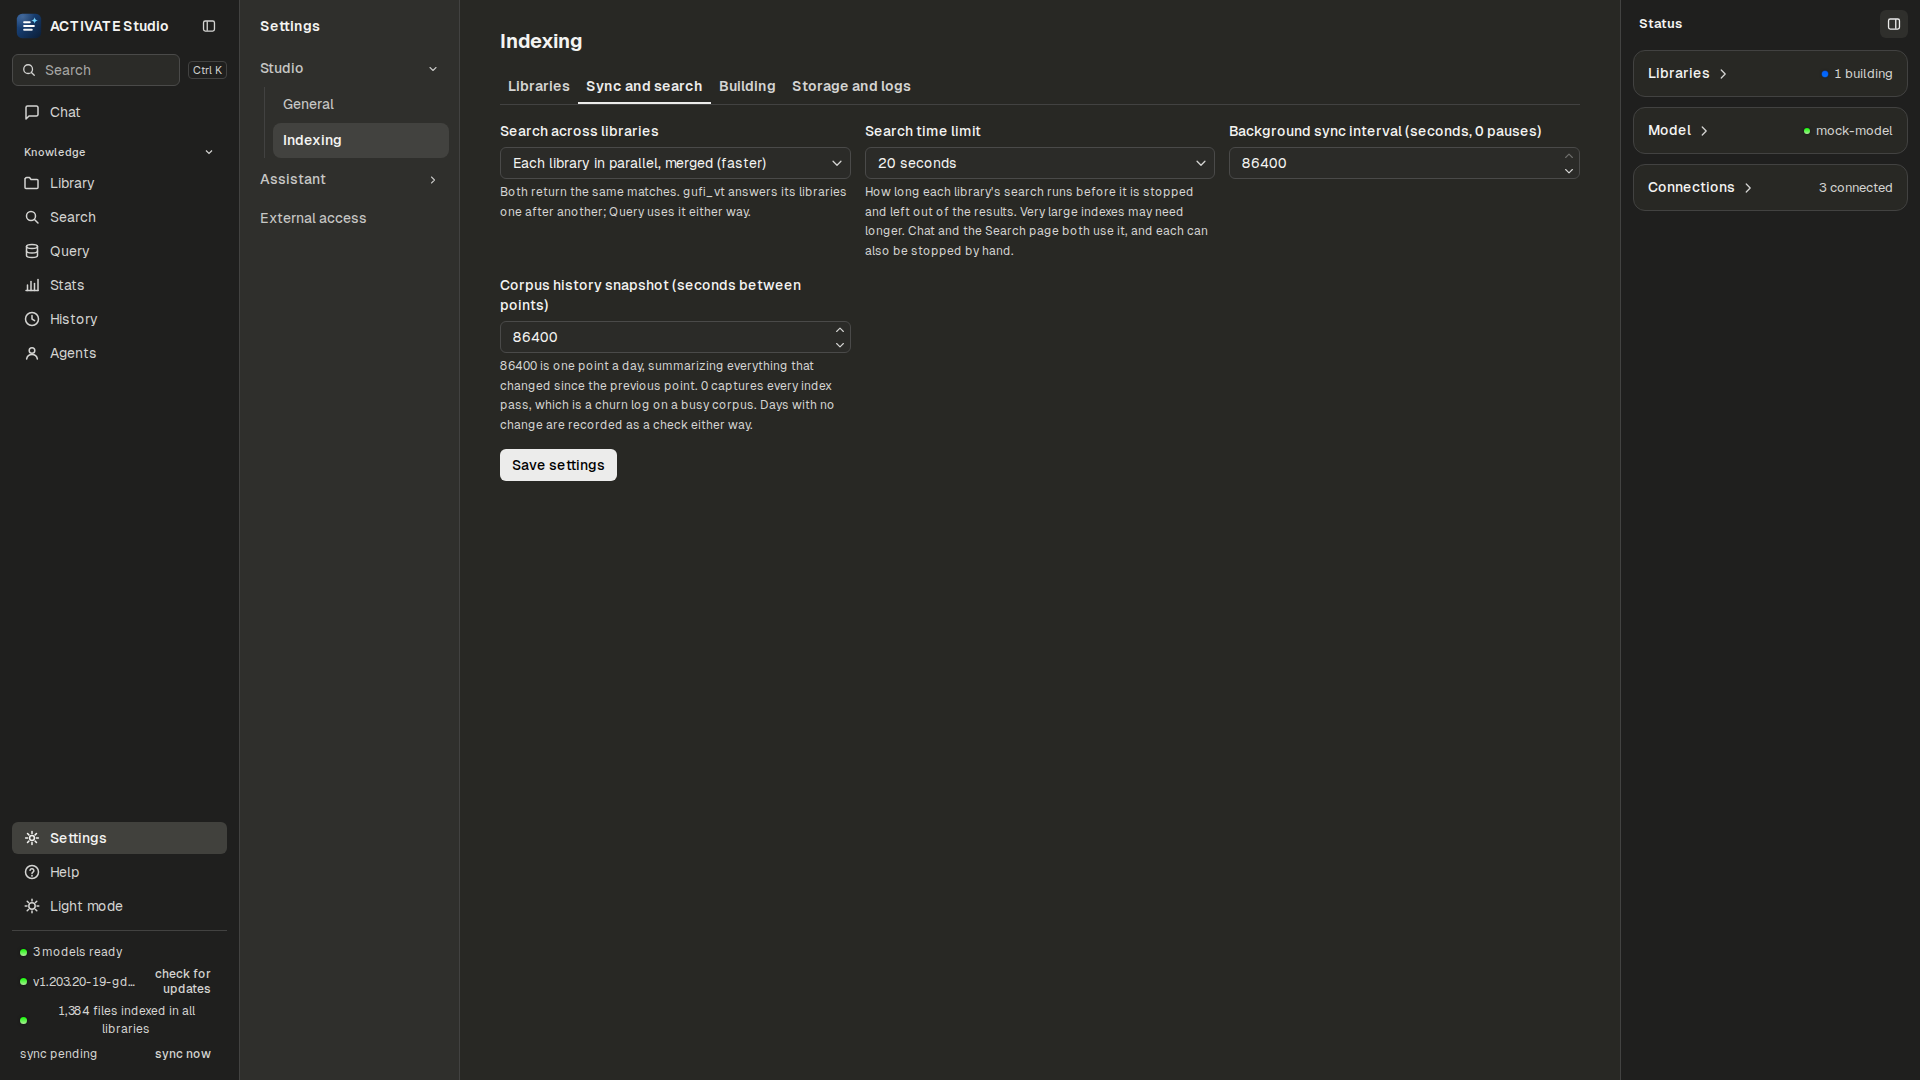 ACTIVATE Studio
Search
Ctrl K
Chat
Knowledge
Library
Search
Query
Stats
History
Agents
Settings
Help
Light mode
3 models ready
v1.203.20-19-gd...
check for
updates
1,384 files indexed in all
libraries
sync pending
sync now
Settings
Studio
General
Indexing
Assistant
External access
Indexing
Libraries
Sync and search
Building
Storage and logs
Search across libraries
Each library in parallel, merged (faster)
Both return the same matches. gufi_vt answers its libraries
one after another; Query uses it either way.
Search time limit
20 seconds
How long each library's search runs before it is stopped
and left out of the results. Very large indexes may need
longer. Chat and the Search page both use it, and each can
also be stopped by hand.
Background sync interval (seconds, 0 pauses)
86400
Corpus history snapshot (seconds between
points)
86400
86400 is one point a day, summarizing everything that
changed since the previous point. 0 captures every index
pass, which is a churn log on a busy corpus. Days with no
change are recorded as a check either way.
Save settings
Status
Libraries
1 building
Model
mock-model
Connections
3 connected